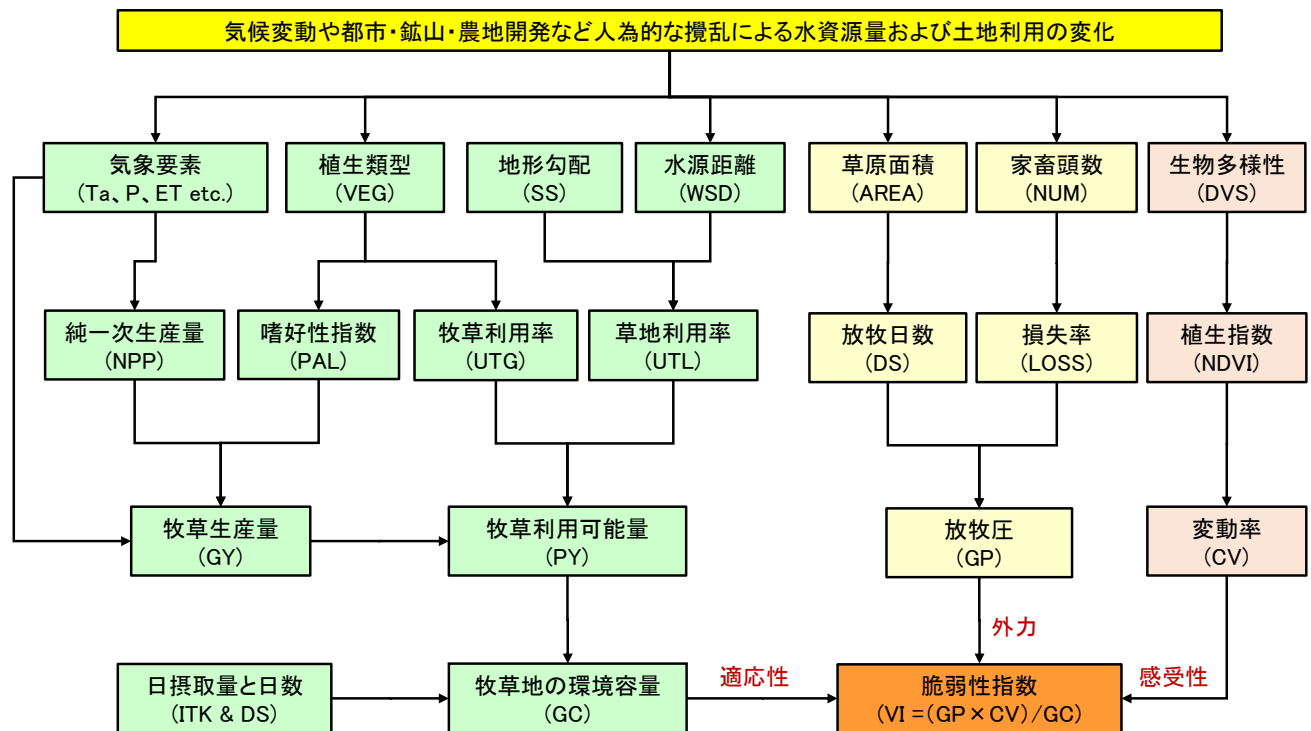 気候変動や都市・鉱山・農地開発など人為的な攪乱による水資源量および土地利用の変化
気象要素
(Ta、P、ET etc.)
植生類型
(VEG)
地形勾配
(SS)
水源距離
(WSD)
草原面積
(AREA)
家畜頭数
(NUM)
生物多様性
(DVS)
純一次生産量
(NPP)
嗜好性指数
(PAL)
牧草利用率
(UTG)
草地利用率
(UTL)
放牧日数
(DS)
損失率
(LOSS)
植生指数
(NDVI)
牧草生産量
(GY)
牧草利用可能量
(PY)
放牧圧
(GP)
変動率
(CV)
外力
日摂取量と日数
(ITK & DS)
牧草地の環境容量
(GC)
適応性
脆弱性指数
(VI =(GP×CV)/GC)
感受性